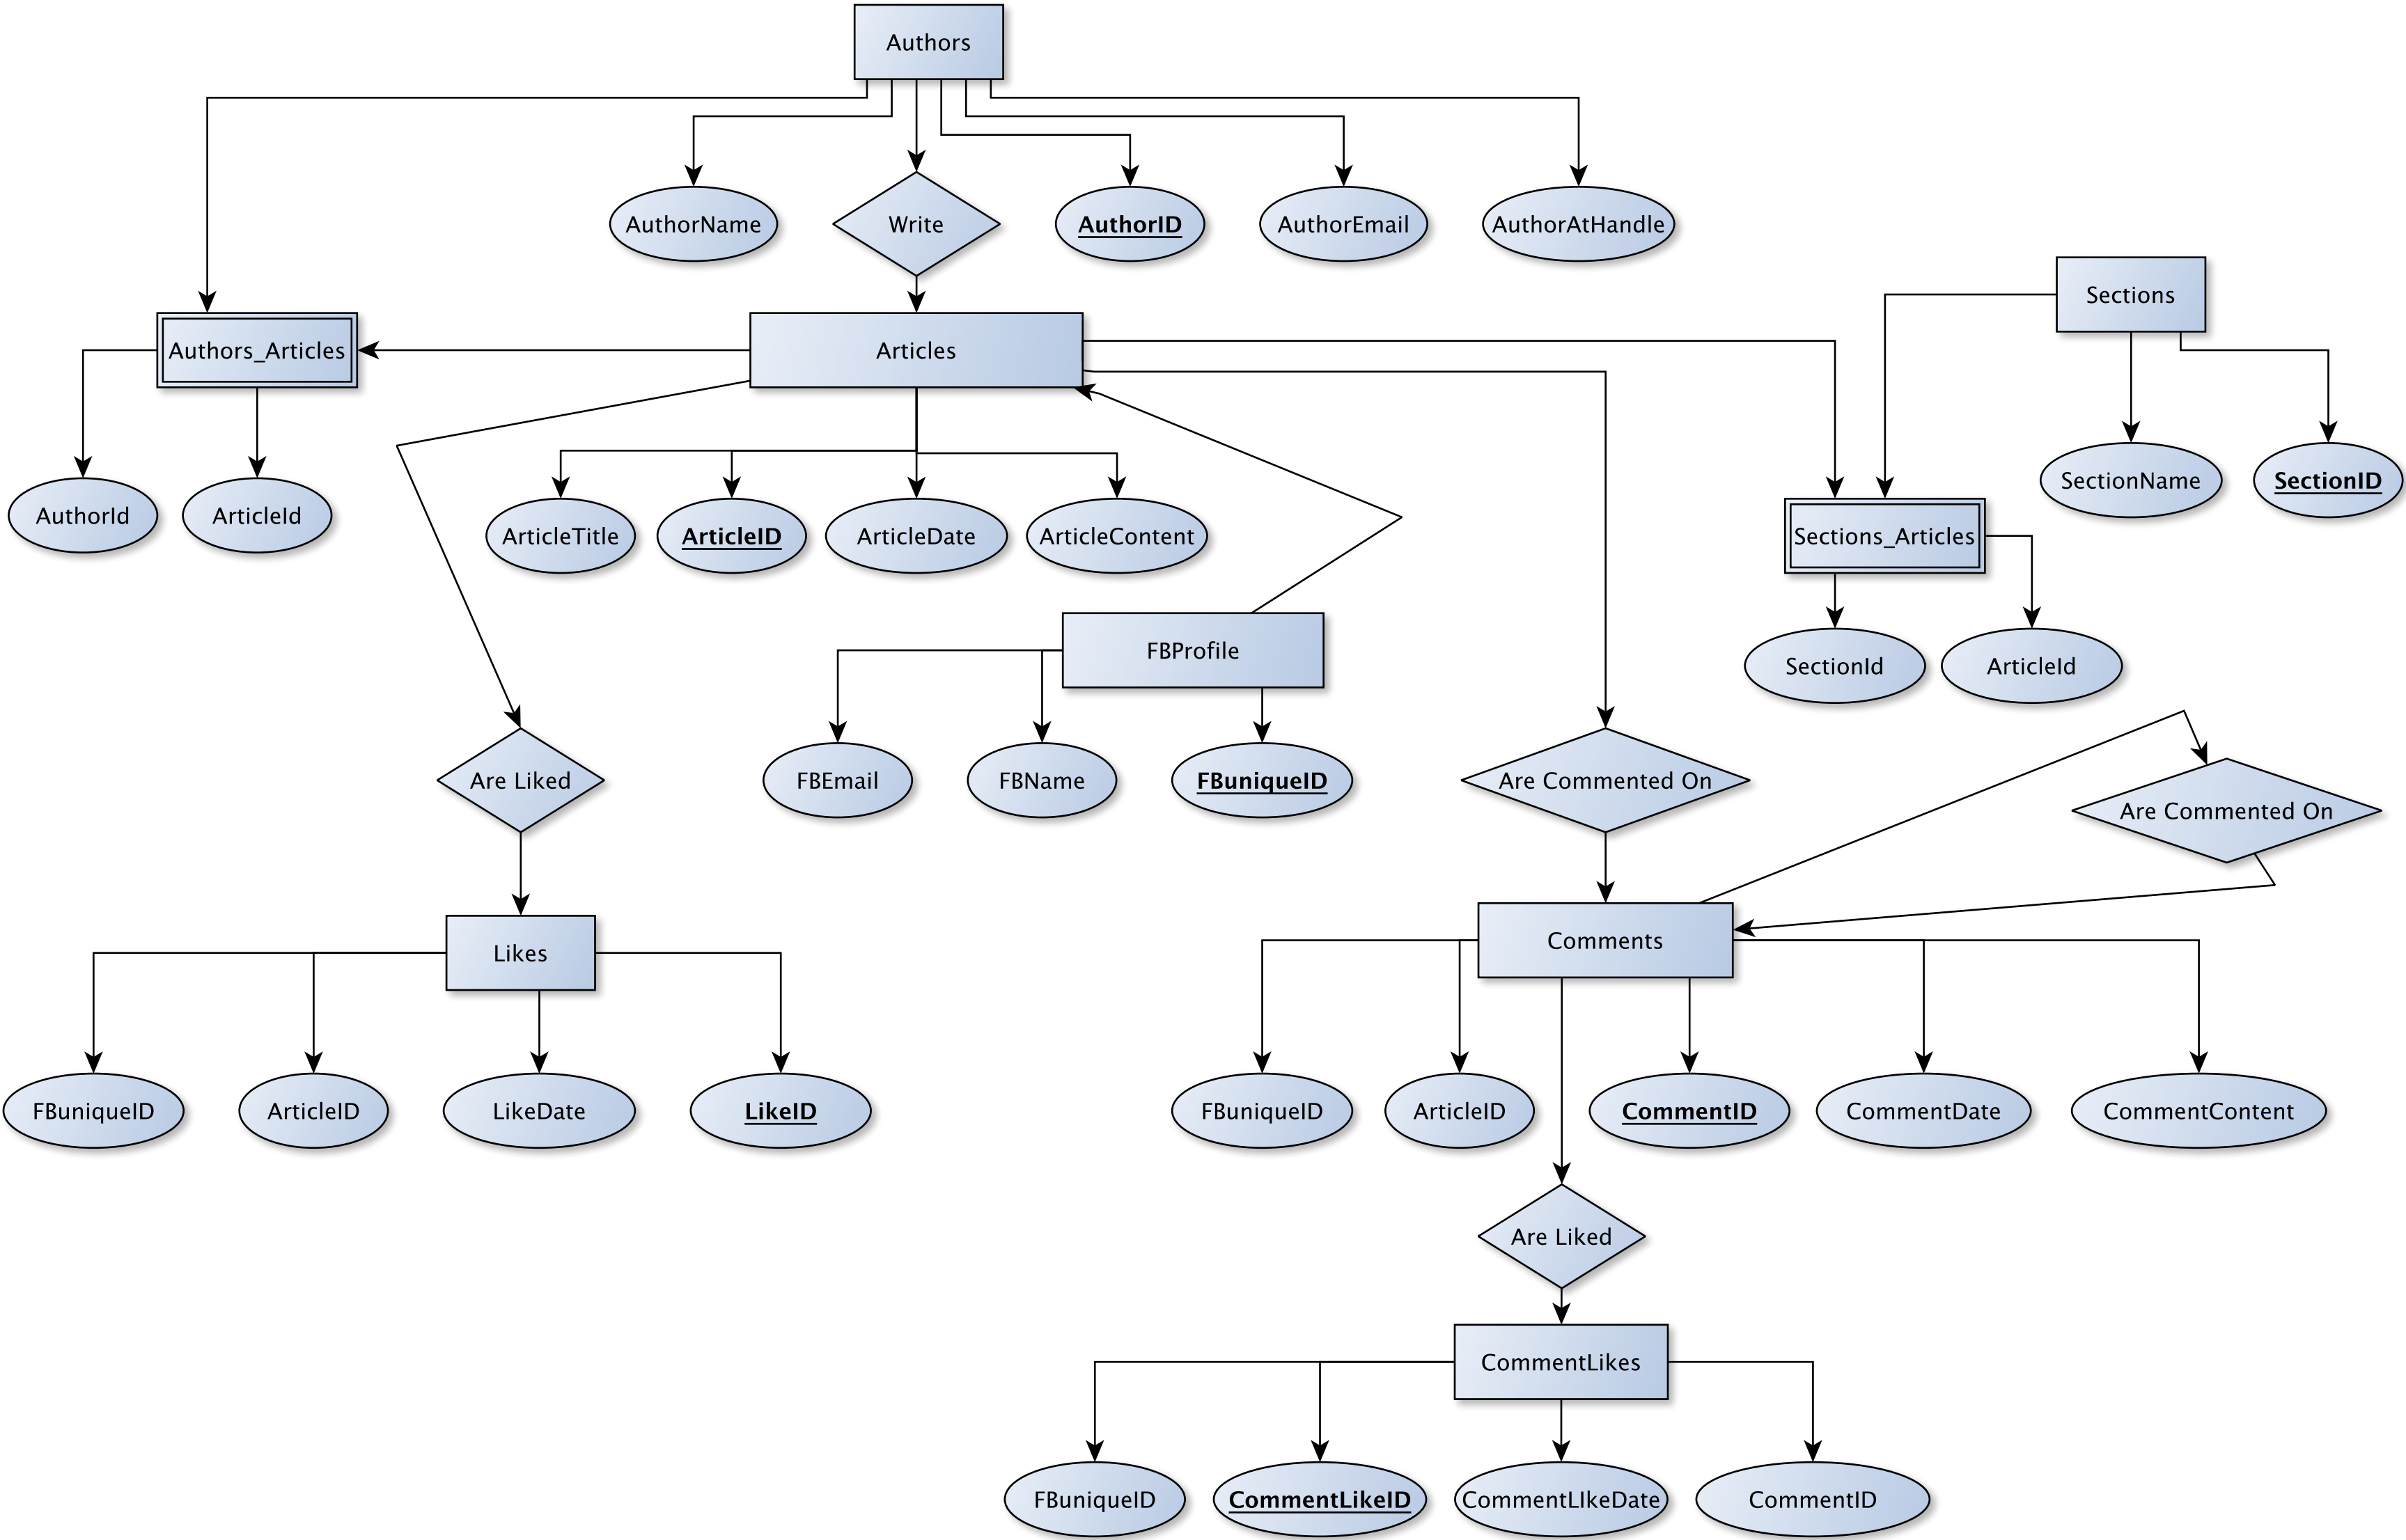 Authors
AuthorName
Write
AuthorID
AuthorEmail
AuthorAtHandle
Sections
Authors_Articles
Articles
AuthorId
ArticleId
ArticleTitle
ArticleID
ArticleDate
ArticleContent
SectionName
SectionID
Sections_Articles
FBProfile
SectionId
ArticleId
Are Liked
FBEmail
FBName
FBuniqueID
Are Commented On
Are Commented On
Likes
Comments
FBuniqueID
ArticleID
LikeDate
LikeID
FBuniqueID
ArticleID
CommentID
CommentDate
CommentContent
Are Liked
CommentLikes
FBuniqueID
CommentLikeID
CommentLIkeDate
CommentID